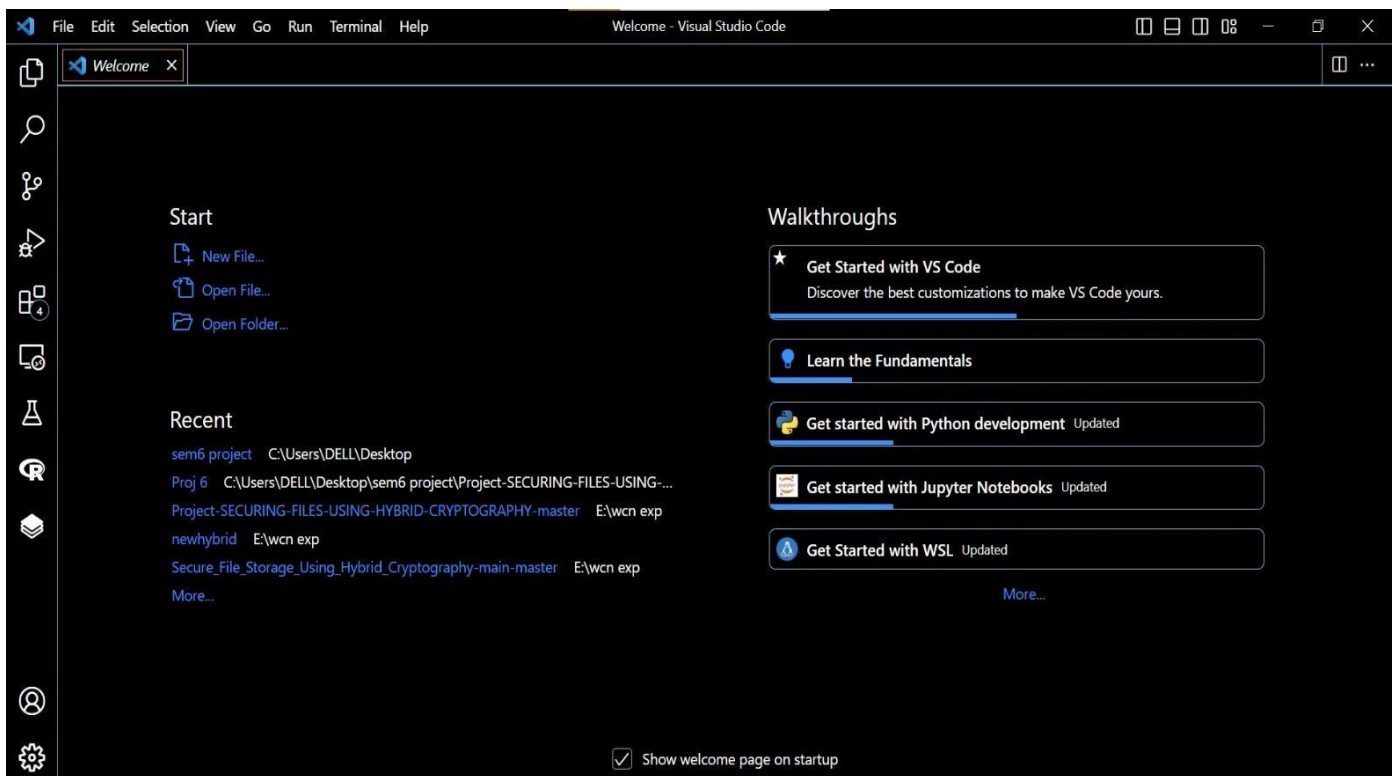 File Edit Selection View Go Run Terminal Help Welcome - Visual Studio Code
Welcome
4
Start
New File...
Open File...
Open Folder...
Recent
sem6 project C:\Users\DELL\Desktop
Proj 6 C:\Users\DELL\Desktop\sem6 project\Project-SECURING-FILES-USING-...
Project-SECURING-FILES-USING-HYBRID-CRYPTOGRAPHY-master E:\wcn exp
newhybrid E:\wcn exp
Secure_File_Storage_Using_Hybrid_Cryptography-main-master E:\wcn exp
More...
Walkthroughs
Get Started with VS Code
Discover the best customizations to make VS Code yours.
Learn the Fundamentals
Get started with Python development Updated
Get started with Jupyter Notebooks Updated
Get Started with WSL Updated
More...
Show welcome page on startup